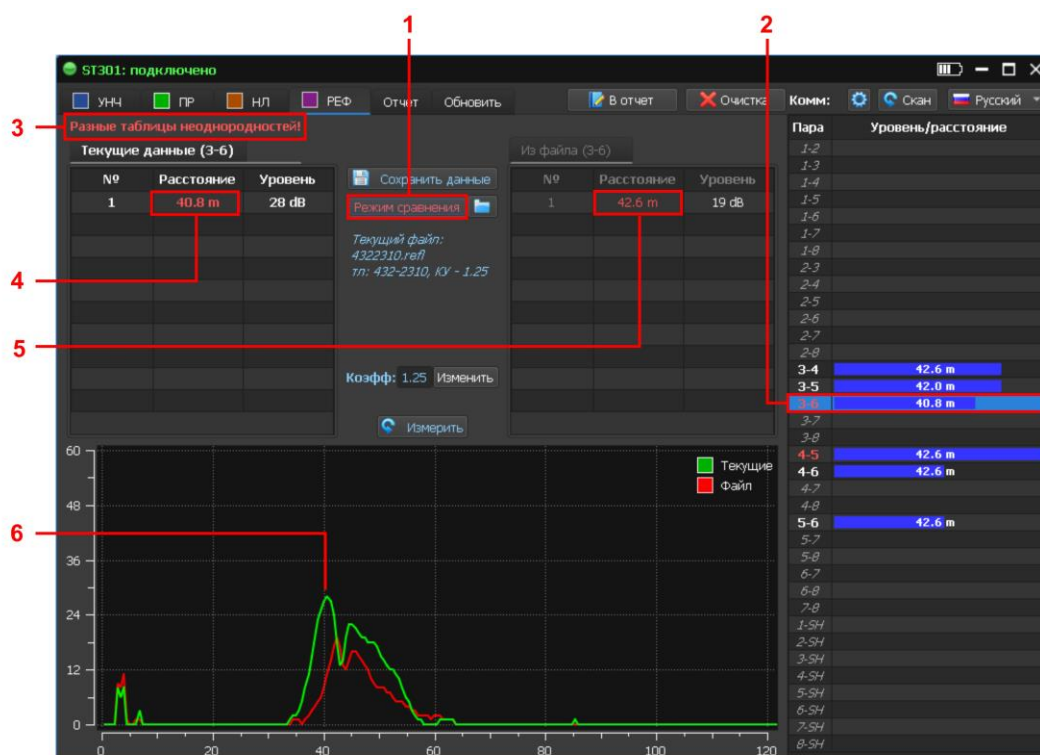 1 2
ST301: подключено
УНЧ ПР НЛ РЕФ Отчет Обновить В отчет Очистка Комм: Скан Русский
3 Разные таблицы неоднородностей! Пара Уровень/расстояние
Текущие данные (3-6) Из файла (3-6) 1-2
1-3
№ Расстояние Уровень Сохранить данные № Расстояние Уровень 1-4
1 40.8 m 28 dB Режим сравнения 1 42.6 m 19 dB 1-5
1-6
Текущий файл: 1-7
4322310.refl 1-8
тл: 432-2310, КУ - 1.25 2-3
4 2-4
2-5
2-6
5 2-7
2-8
Коэфф: 1.25 Изменить 3-4 42.6 m
3-5 42.0 m
3-6 40.8 m
Измерить 3-7
3-8
60 Текущие 4-5 42.6 m
Файл 4-6 42.6 m
4-7
48 4-8
5-6 42.6 m
6 5-7
36 5-8
6-7
6-8
24 7-8
1-SH
2-SH
12 3-SH
4-SH
5-SH
0 6-SH
7-SH
0 20 40 60 80 100 120 8-SH